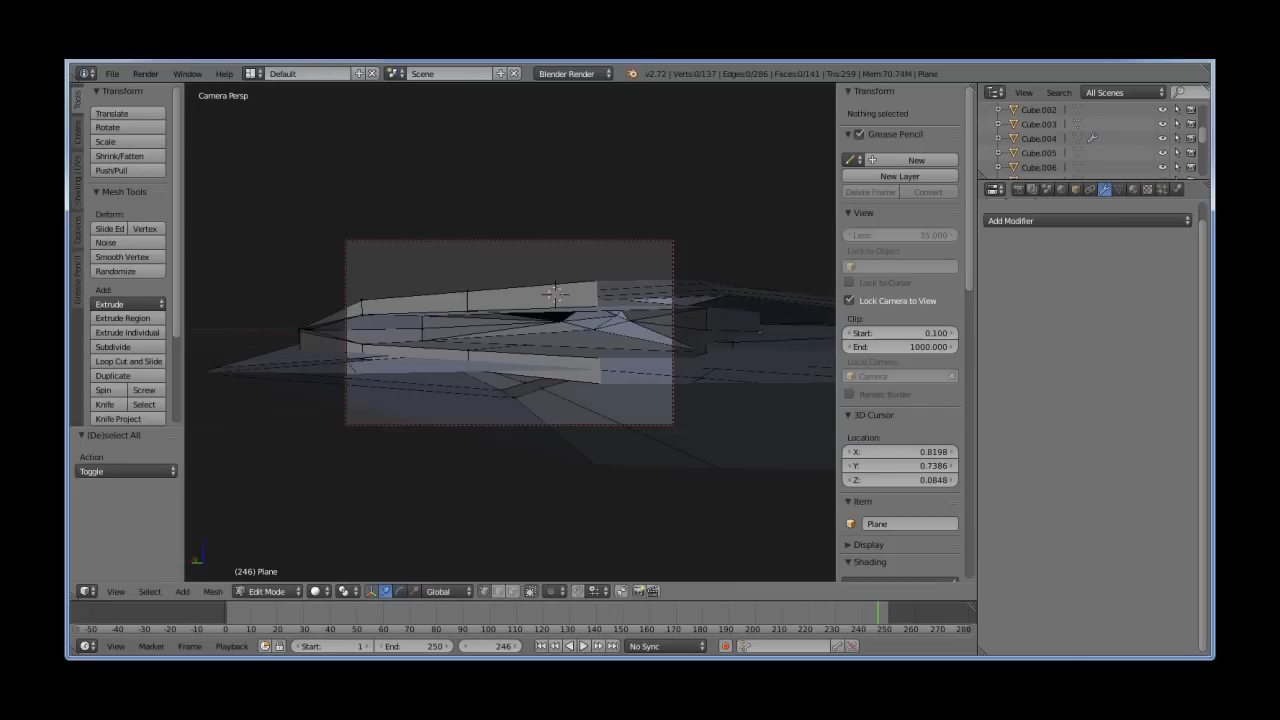 File Render Window Help Default Scene Blender Render v2.72 | Verts:0/137 | Edges:0/286 | Faces:0/141 | Tris:259 | Mem:70.74M | Plane
Transform
Translate
Rotate
Scale
Shrink/Fatten
Push/Pull
Mesh Tools
Deform:
Slide Ed Vertex
Noise
Smooth Vertex
Randomize
Add:
Extrude
Extrude Region
Extrude Individual
Subdivide
Loop Cut and Slide
Duplicate
Spin Screw
Knife Select
Knife Project
(De)select All
Action
Toggle
Tools
Create
Shading / UVs
Options
Grease Pencil
Camera Persp
(246) Plane
Transform
Nothing selected
Grease Pencil
New
New Layer
Delete Frame Convert
View
Lens: 35.000
Lock to Object:
Lock to Cursor
Lock Camera to View
Clip:
Start: 0.100
End: 1000.000
Local Camera:
Camera
Render Border
3D Cursor
Location:
X: 0.8198
Y: 0.7386
Z: 0.0848
Item
Plane
Display
Shading
View Search All Scenes
Cube.002
Cube.003
Cube.004
Cube.005
Cube.006
Add Modifier
View Select Add Mesh Edit Mode Global
-50 -40 -30 -20 -10 0 10 20 30 40 50 60 70 80 90 100 110 120 130 140 150 160 170 180 190 200 210 220 230 240 250 260 270 280
View Marker Frame Playback Start: 1 End: 250 246 No Sync